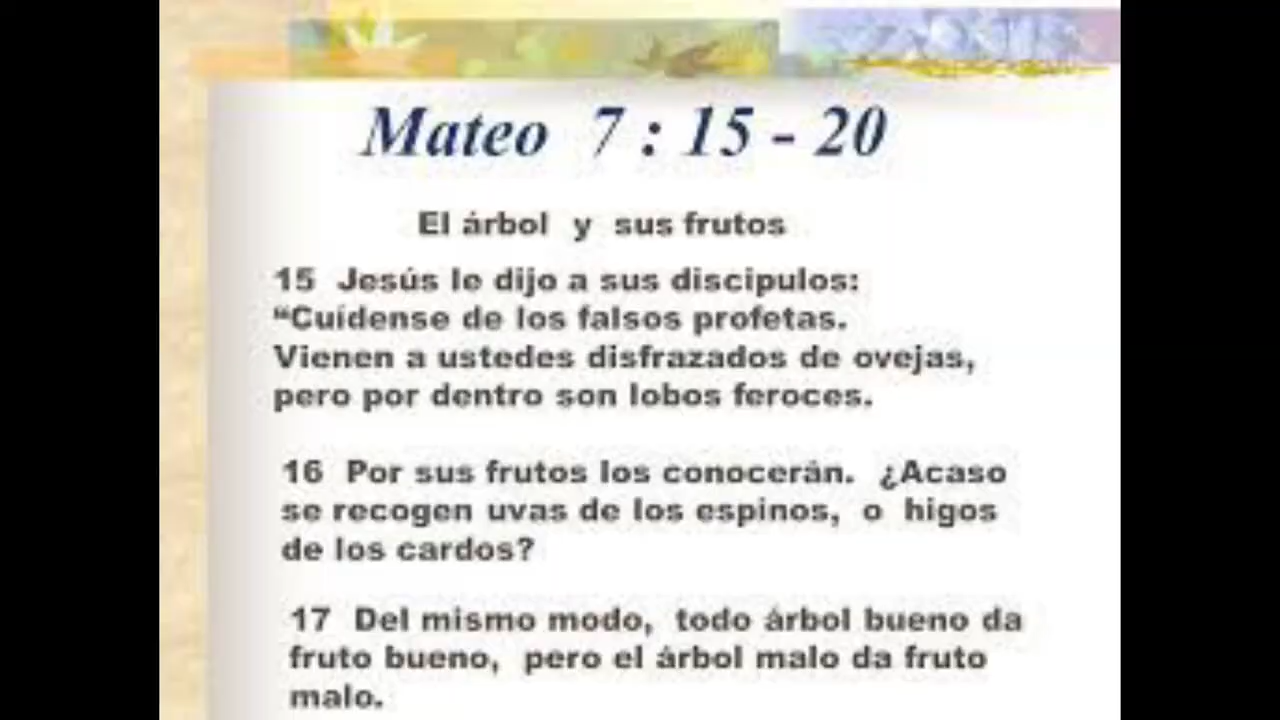 Mateo 7 : 15 - 20
El árbol y sus frutos
15 Jesús le dijo a sus discipulos:
“Cuídense de los falsos profetas.
Vienen a ustedes disfrazados de ovejas,
pero por dentro son lobos feroces.
16 Por sus frutos los conocerán. ¿Acaso
se recogen uvas de los espinos, o higos
de los cardos?
17 Del mismo modo, todo árbol bueno da
fruto bueno, pero el árbol malo da fruto
malo.